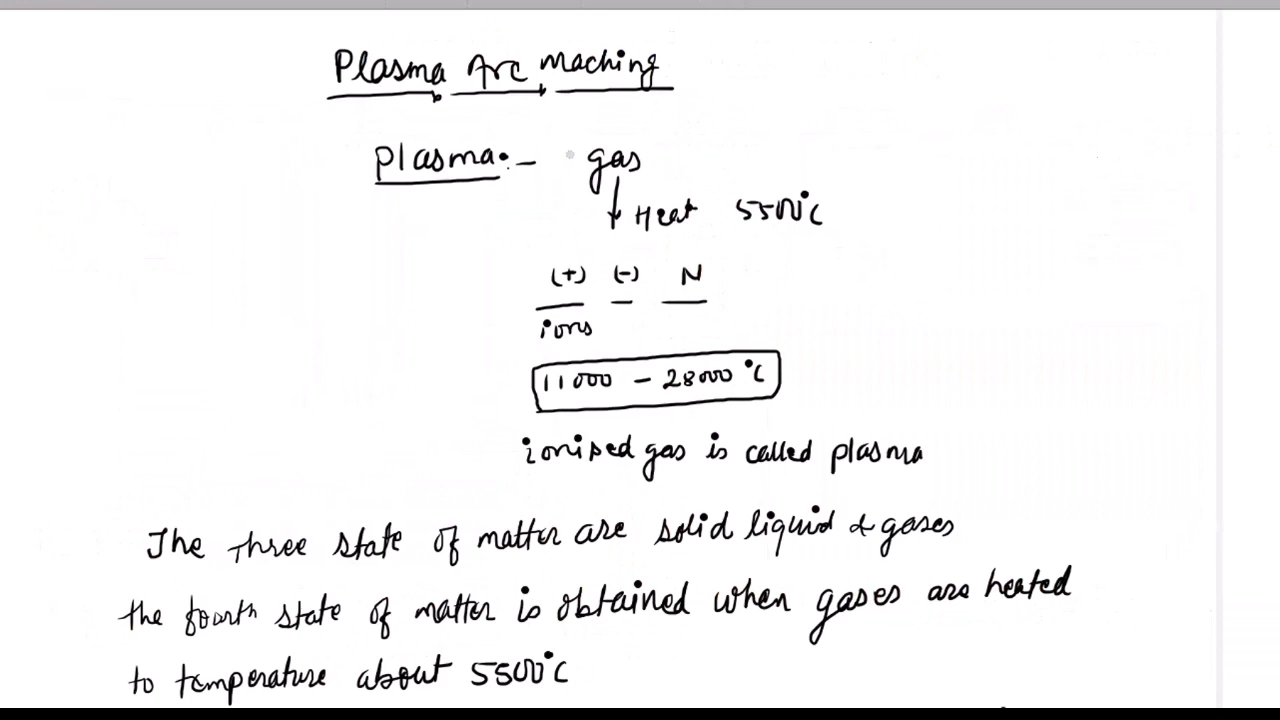 Plasma Arc Maching
Plasma:- gas
Heat 5500°C
(+) (-) N
ions
11000 - 28000°C
ionised gas is called plasma
The three state of matter are solid liquid & gases
the fourth state of matter is obtained when gases are heated
to temperature about 5500°C